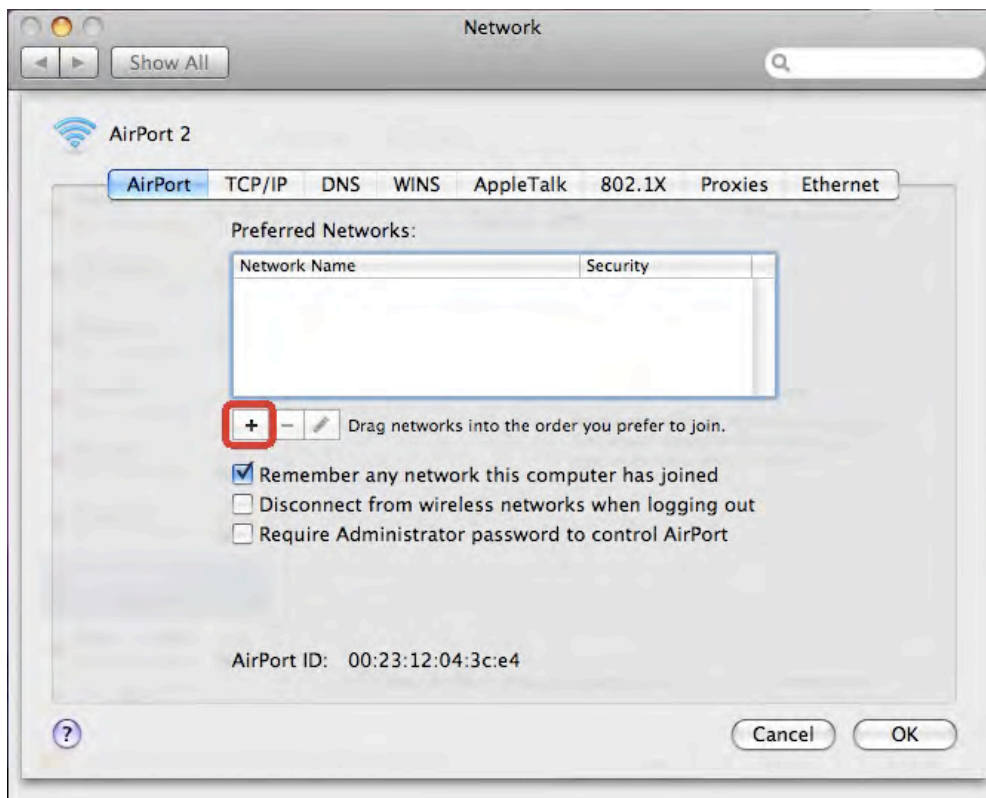 Network
Show All
AirPort 2
AirPort TCP/IP DNS WINS AppleTalk 802.1X Proxies Ethernet
Preferred Networks:
Network Name Security
+ − Drag networks into the order you prefer to join.
Remember any network this computer has joined
Disconnect from wireless networks when logging out
Require Administrator password to control AirPort
AirPort ID: 00:23:12:04:3c:e4
? Cancel OK